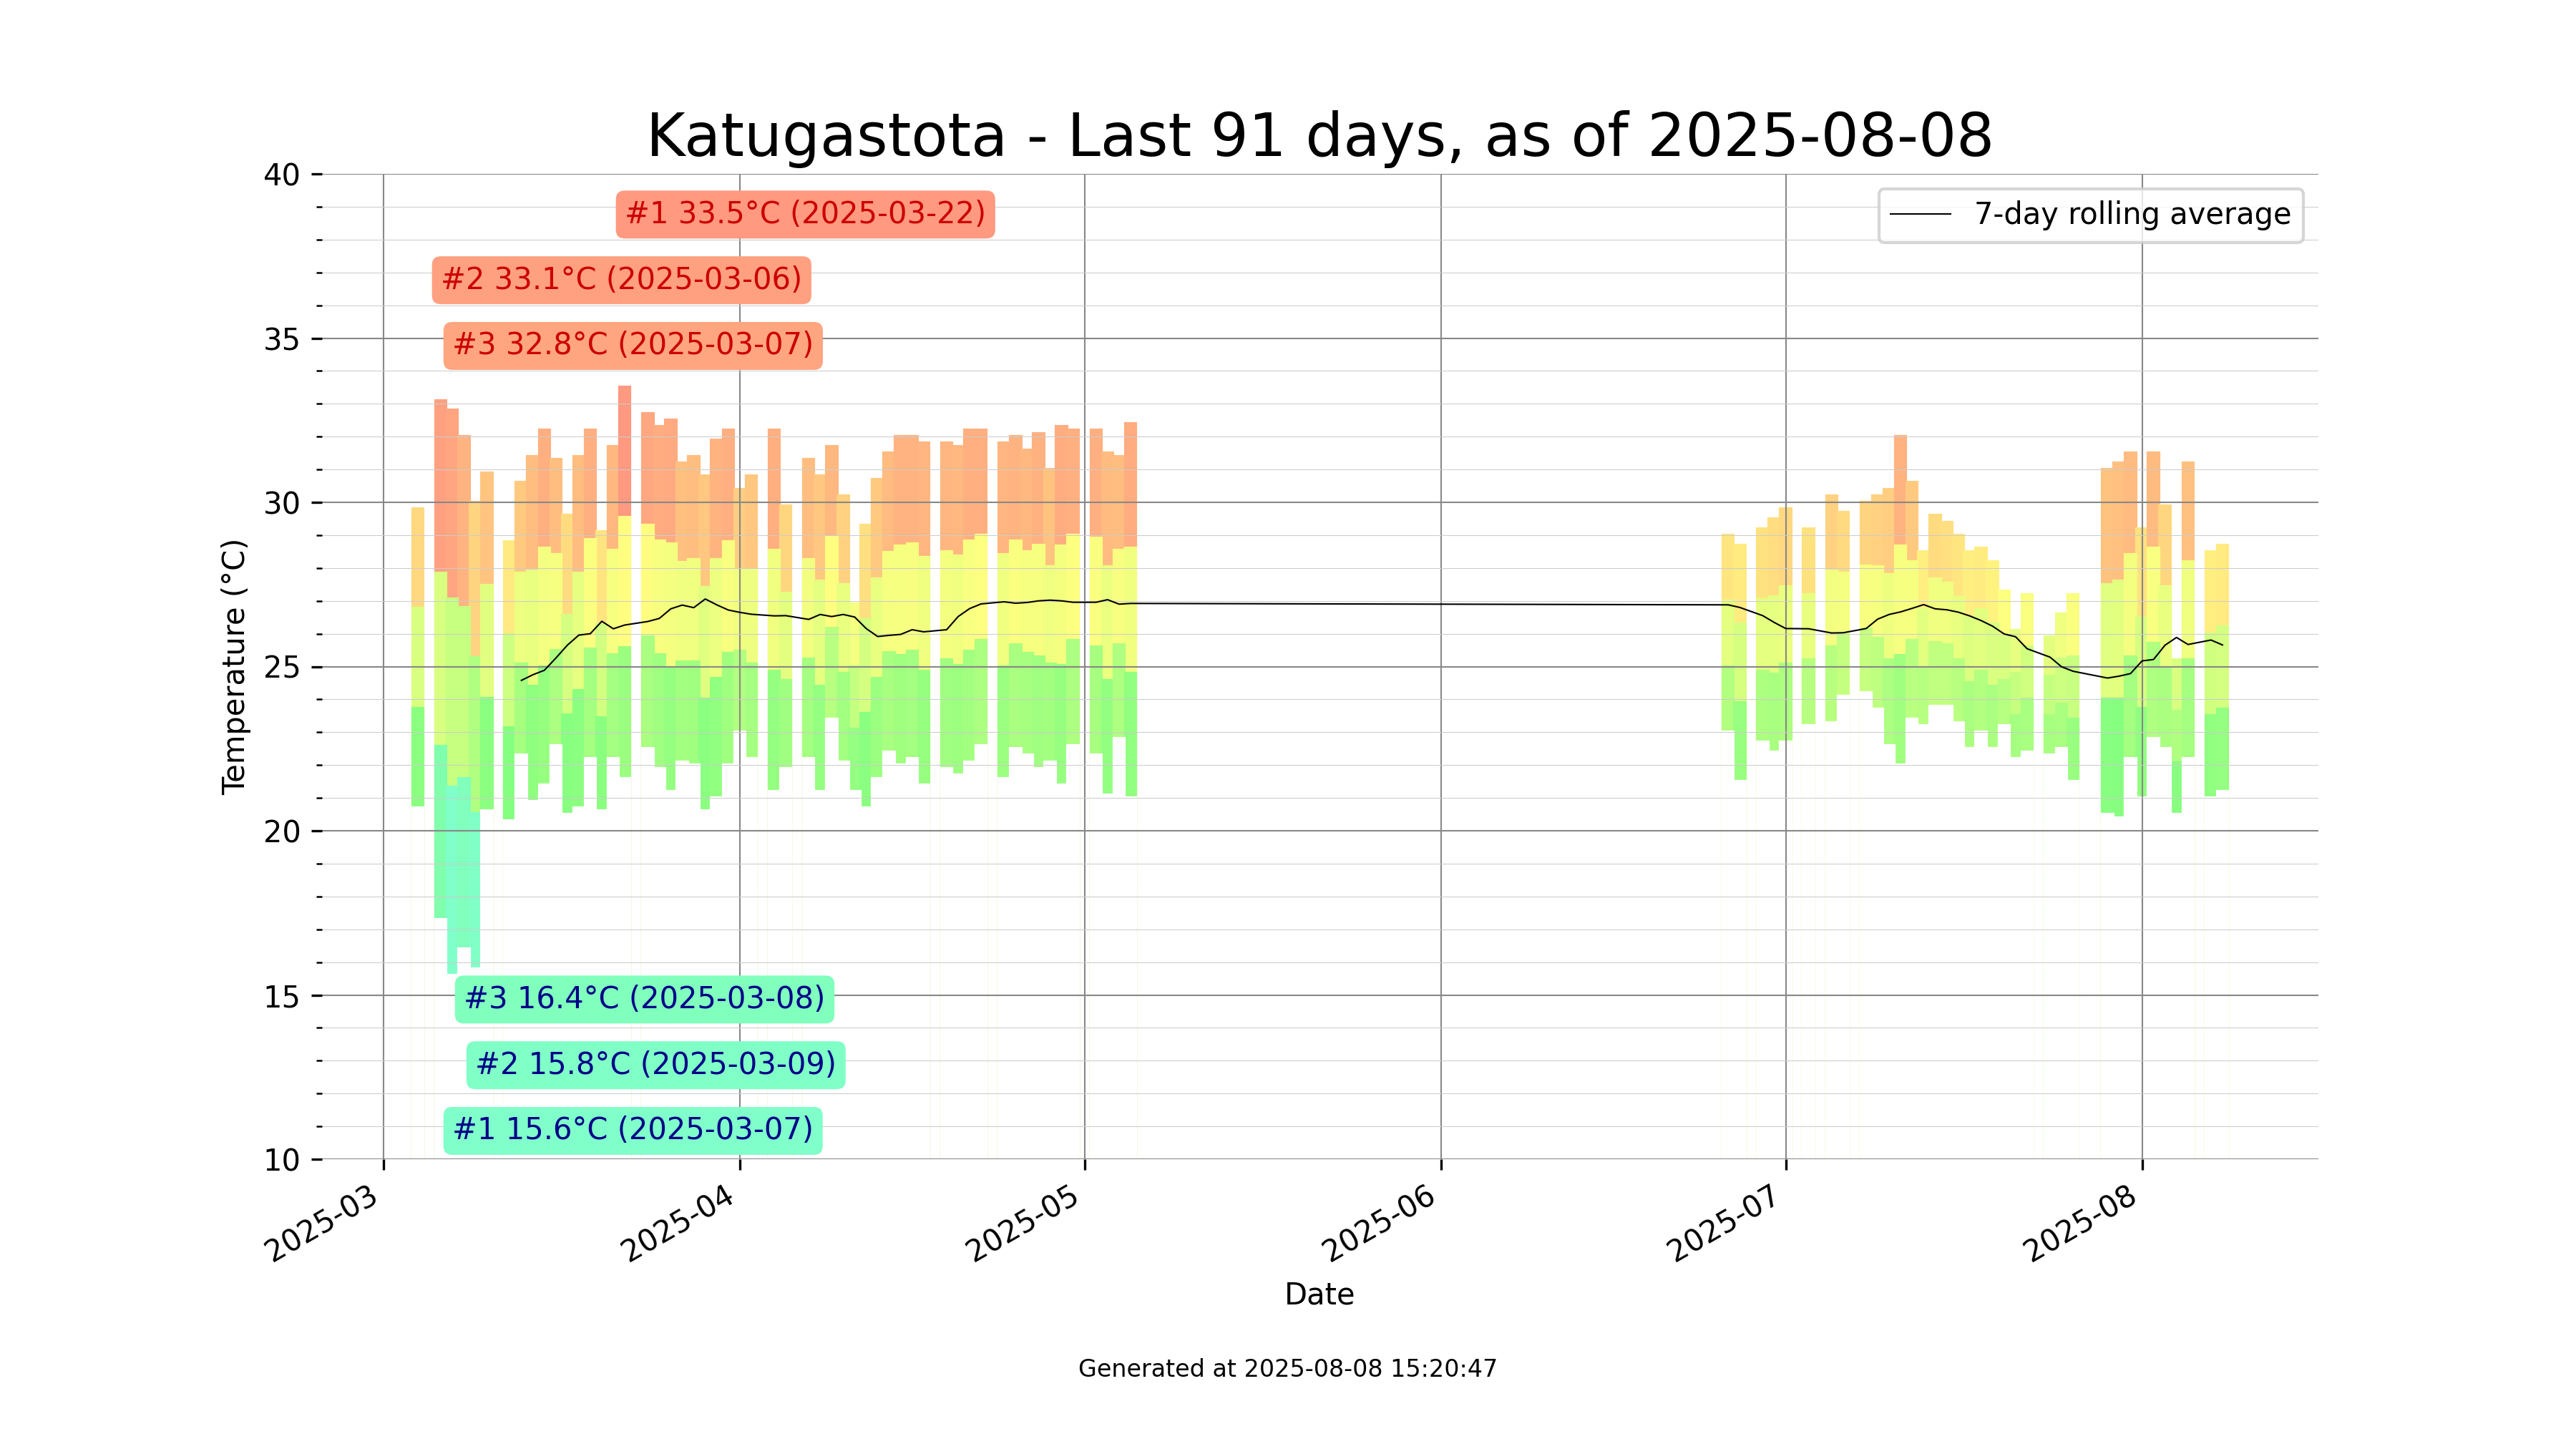 Katugastota - Last 91 days, as of 2025-08-08
7-day rolling average
#1 33.5°C (2025-03-22)
#2 33.1°C (2025-03-06)
#3 32.8°C (2025-03-07)
#3 16.4°C (2025-03-08)
#2 15.8°C (2025-03-09)
#1 15.6°C (2025-03-07)
Temperature (°C)
40
35
30
25
20
15
10
2025-03
2025-04
2025-05
2025-06
2025-07
2025-08
Date
Generated at 2025-08-08 15:20:47